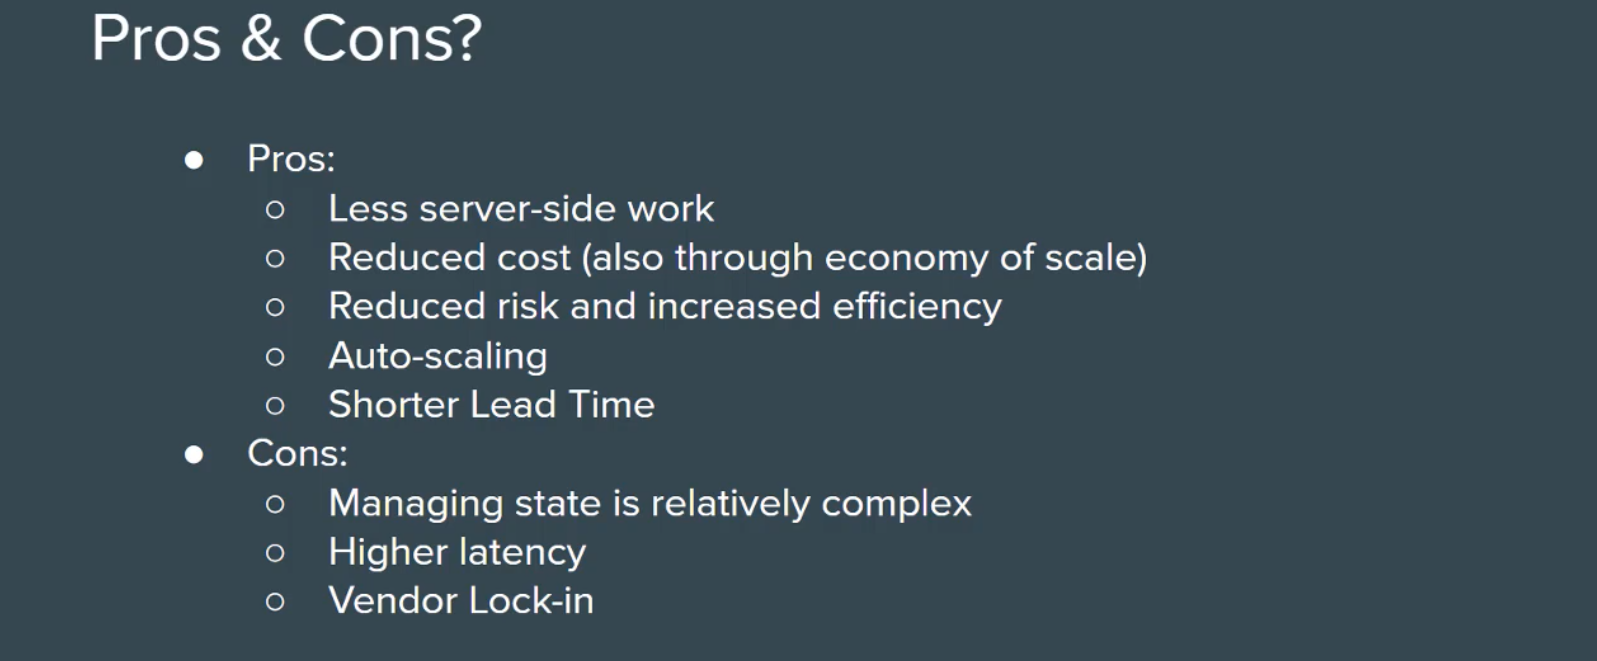 Pros & Cons?
● Pros:
○ Less server-side work
○ Reduced cost (also through economy of scale)
○ Reduced risk and increased efficiency
○ Auto-scaling
○ Shorter Lead Time
● Cons:
○ Managing state is relatively complex
○ Higher latency
○ Vendor Lock-in